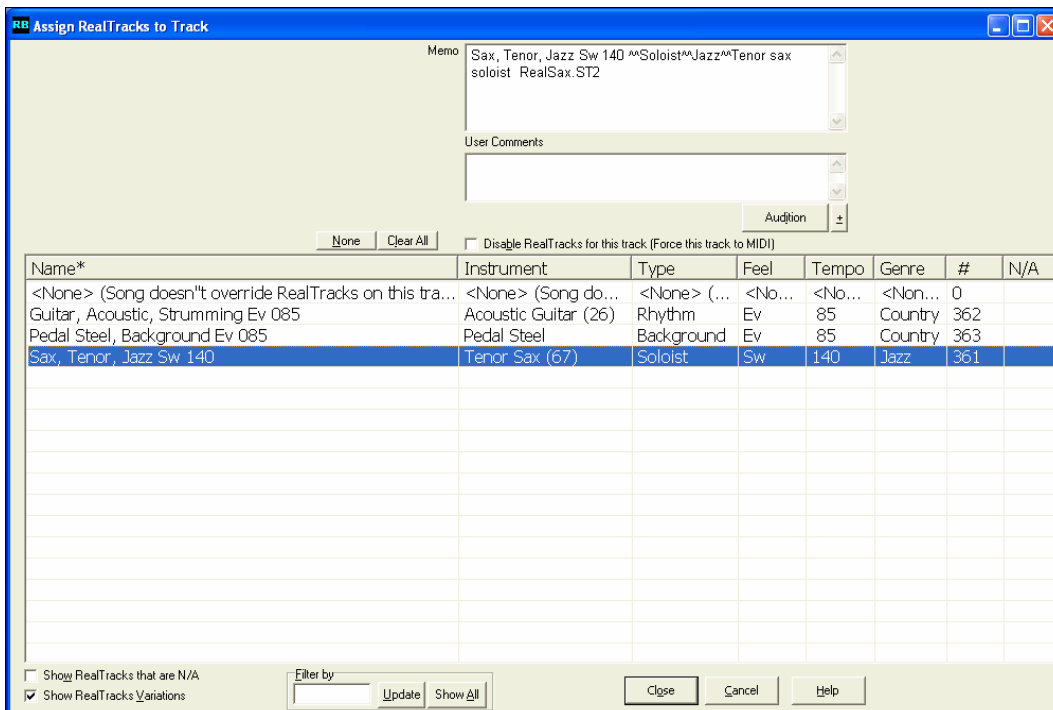 RB Assign RealTracks to Track
Memo
Sax, Tenor, Jazz Sw 140 ^^Soloist^^Jazz^^Tenor sax
soloist RealSax.ST2
User Comments
Audition ±
None Clear All Disable RealTracks for this track (Force this track to MIDI)
Name* Instrument Type Feel Tempo Genre # N/A
<None> (Song doesn"t override RealTracks on this tra... <None> (Song do... <None> (... <No... <No... <Non... 0
Guitar, Acoustic, Strumming Ev 085 Acoustic Guitar (26) Rhythm Ev 85 Country 362
Pedal Steel, Background Ev 085 Pedal Steel Background Ev 85 Country 363
Sax, Tenor, Jazz Sw 140 Tenor Sax (67) Soloist Sw 140 Jazz 361
Show RealTracks that are N/A
Show RealTracks Variations
Filter by
Update Show All Close Cancel Help